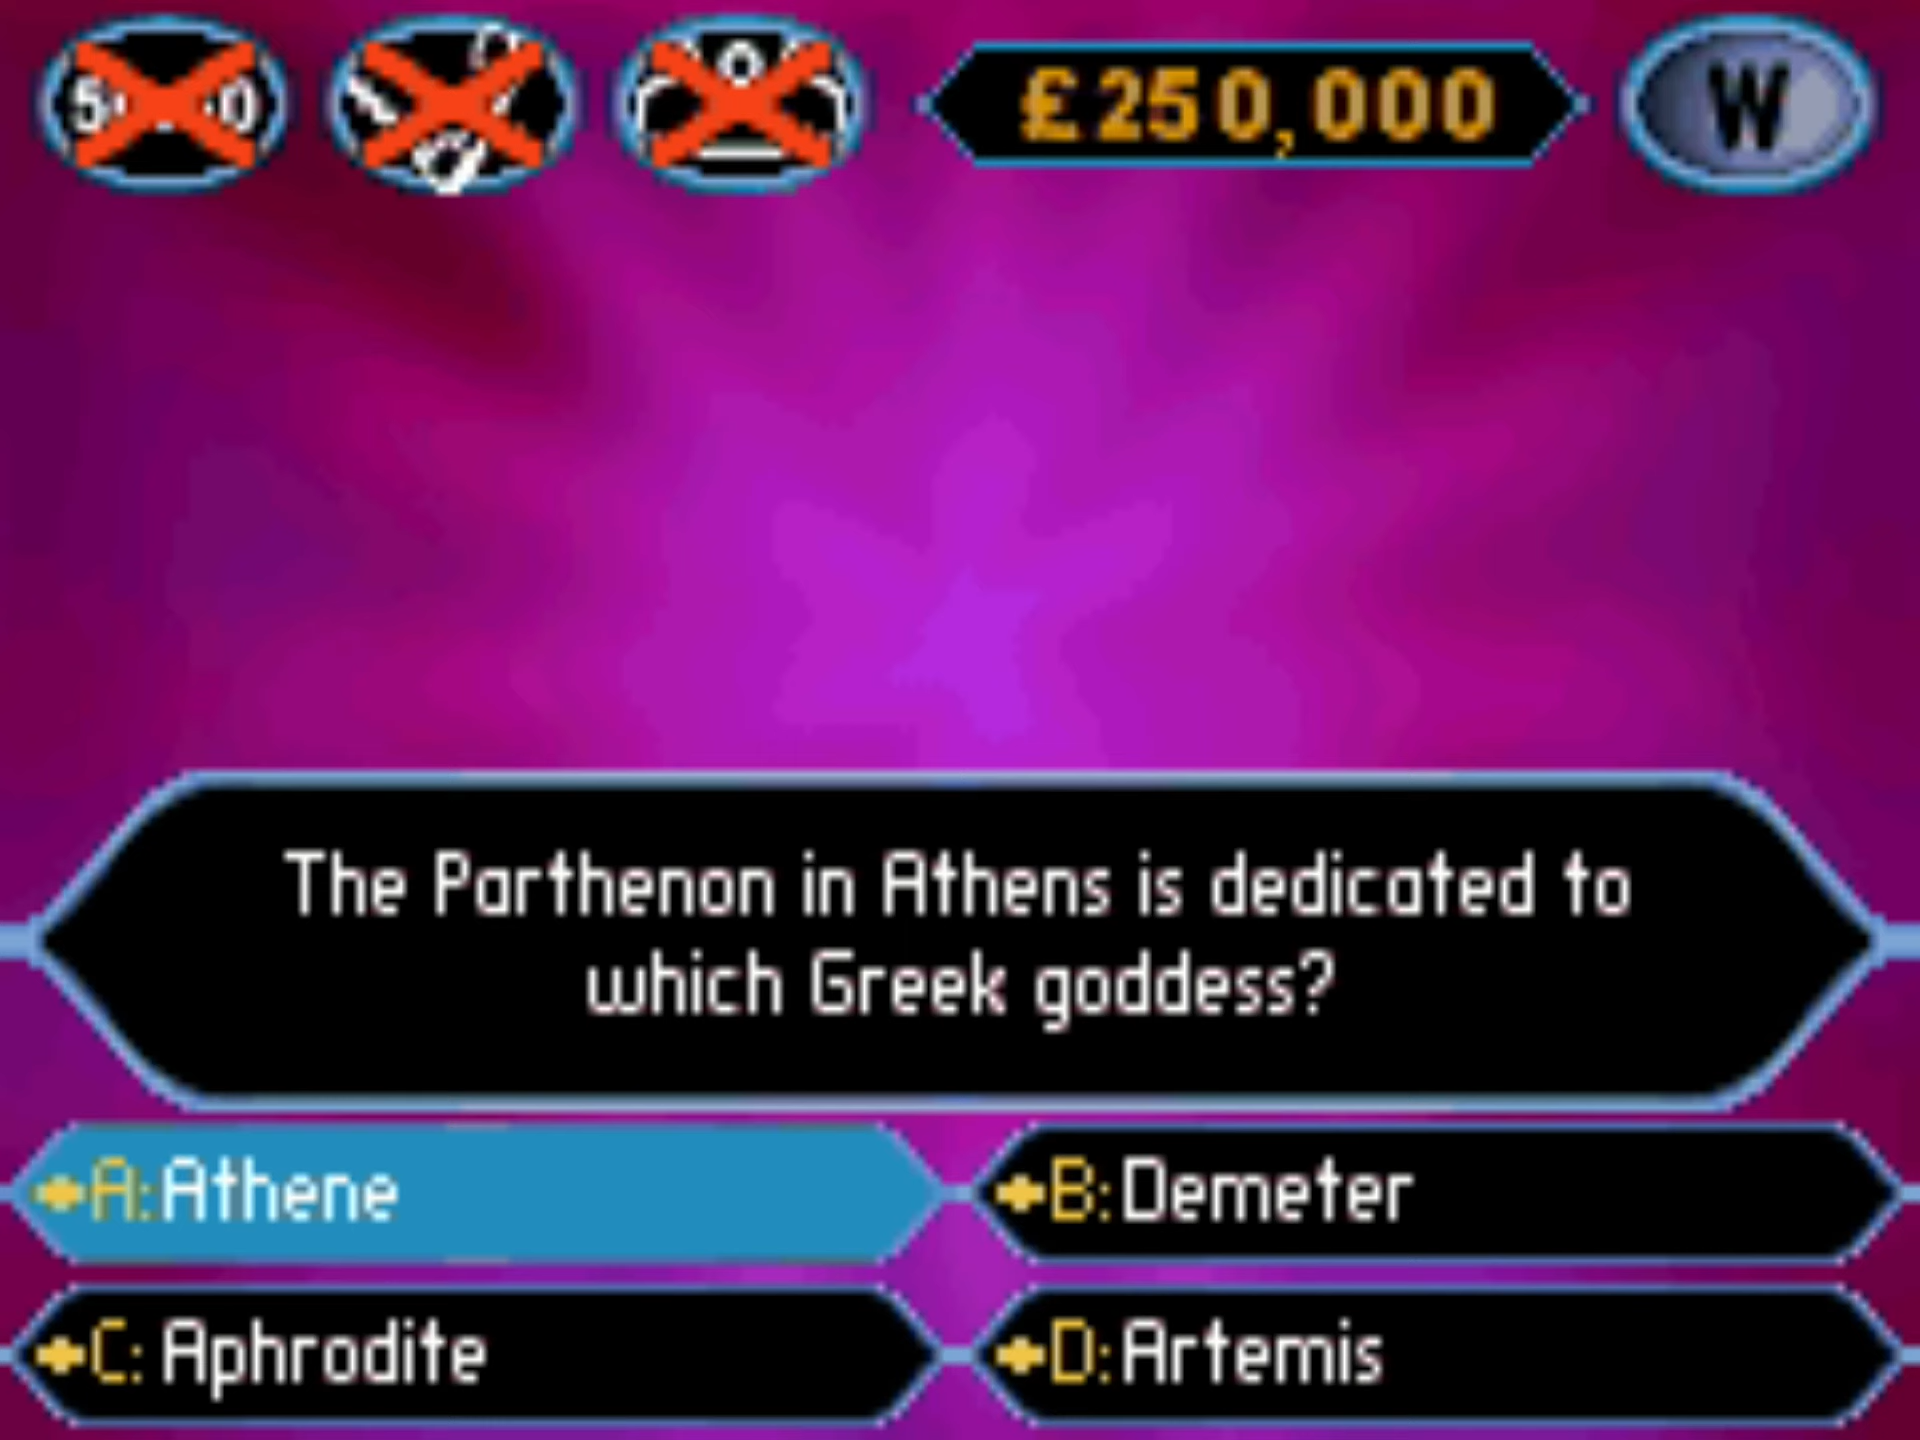 £250,000
W
The Parthenon in Athens is dedicated to
which Greek goddess?
A:Athene
B:Demeter
C: Aphrodite
D:Artemis